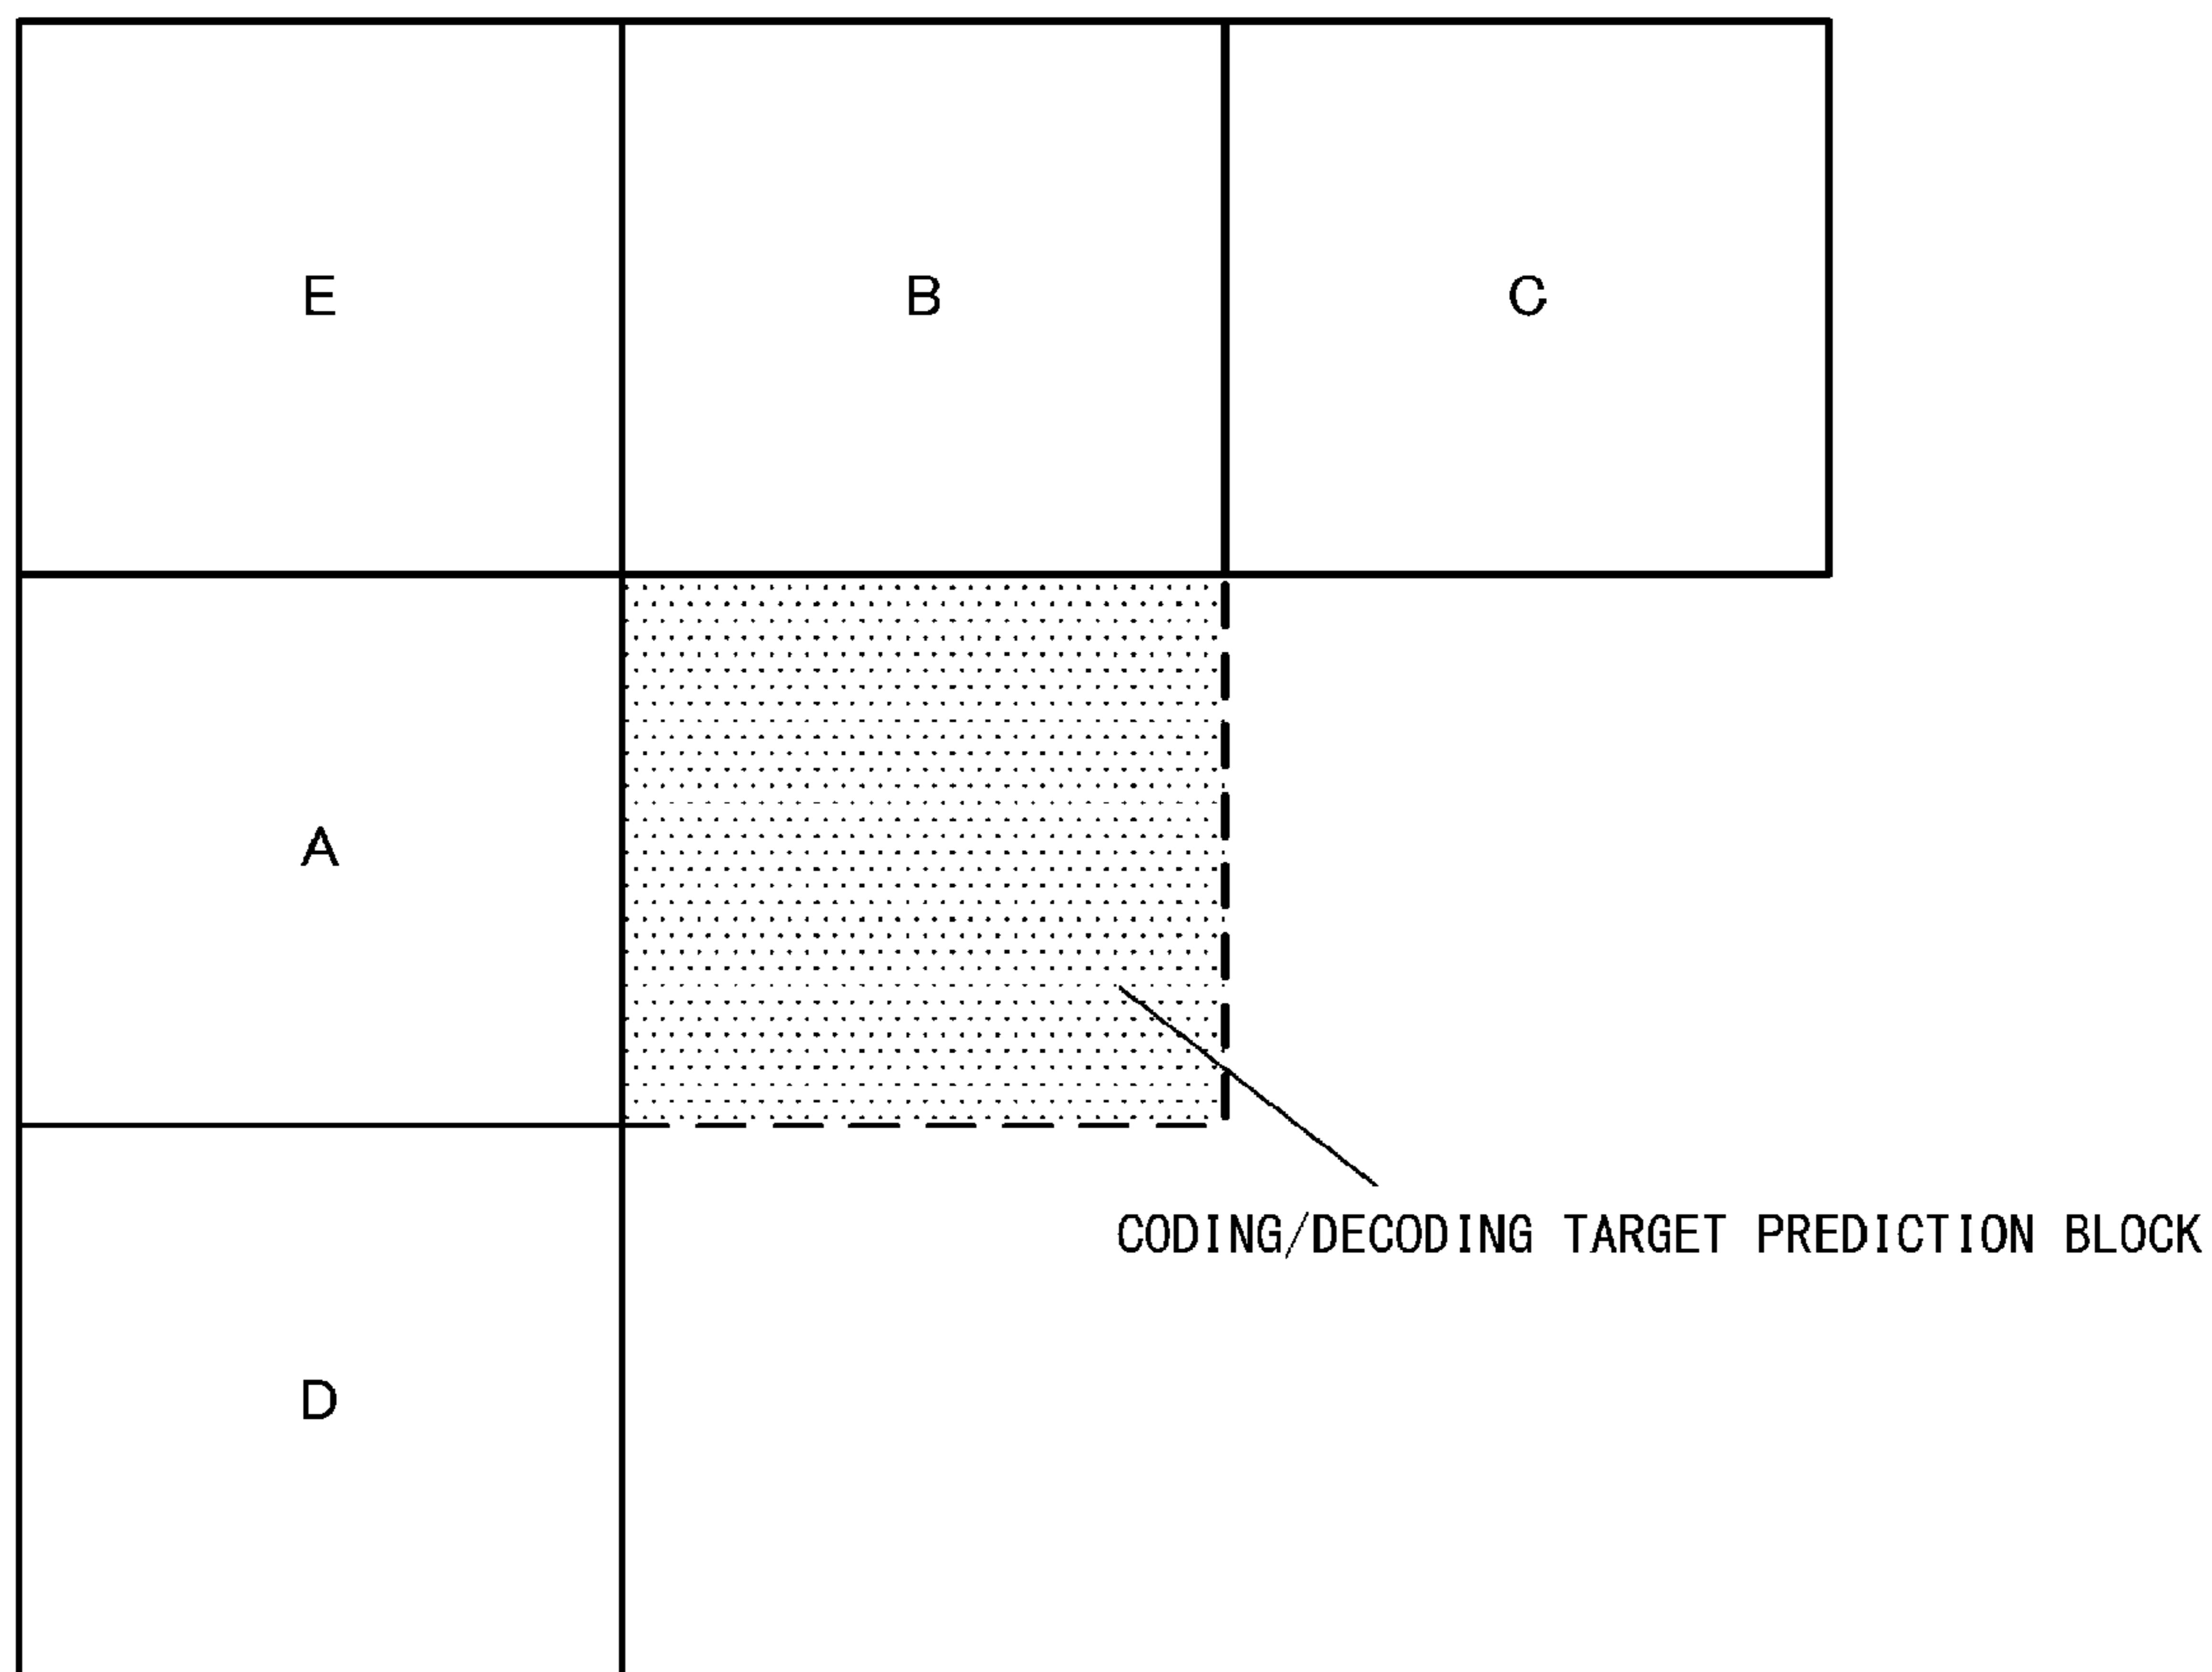 E B C
A
CODING/DECODING TARGET PREDICTION BLOCK
D